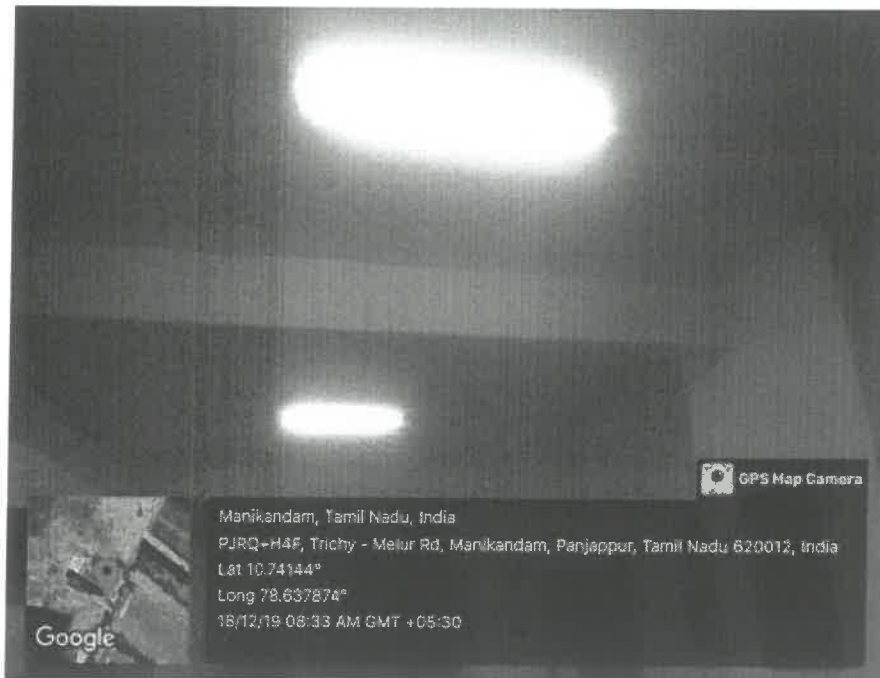 GPS Map Camera
Manikandam, Tamil Nadu, India
PJRQ+H4F, Trichy - Melur Rd, Manikandam, Panjappur, Tamil Nadu 620012, India
Lat 10.74144°
Long 78.637874°
18/12/19 08:33 AM GMT +05:30
Google